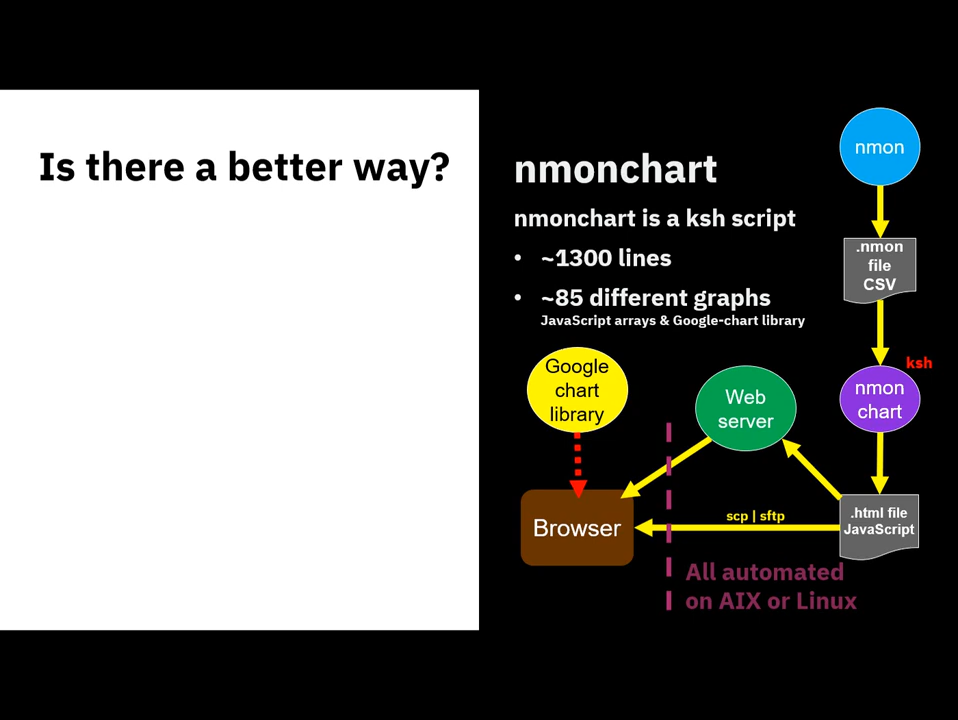 Is there a better way?
nmonchart
nmonchart is a ksh script
• ~1300 lines
• ~85 different graphs
JavaScript arrays & Google-chart library
nmon
.nmon
file
CSV
ksh
nmon
chart
Google
chart
library
Web
server
Browser
scp | sftp
.html file
JavaScript
All automated
on AIX or Linux